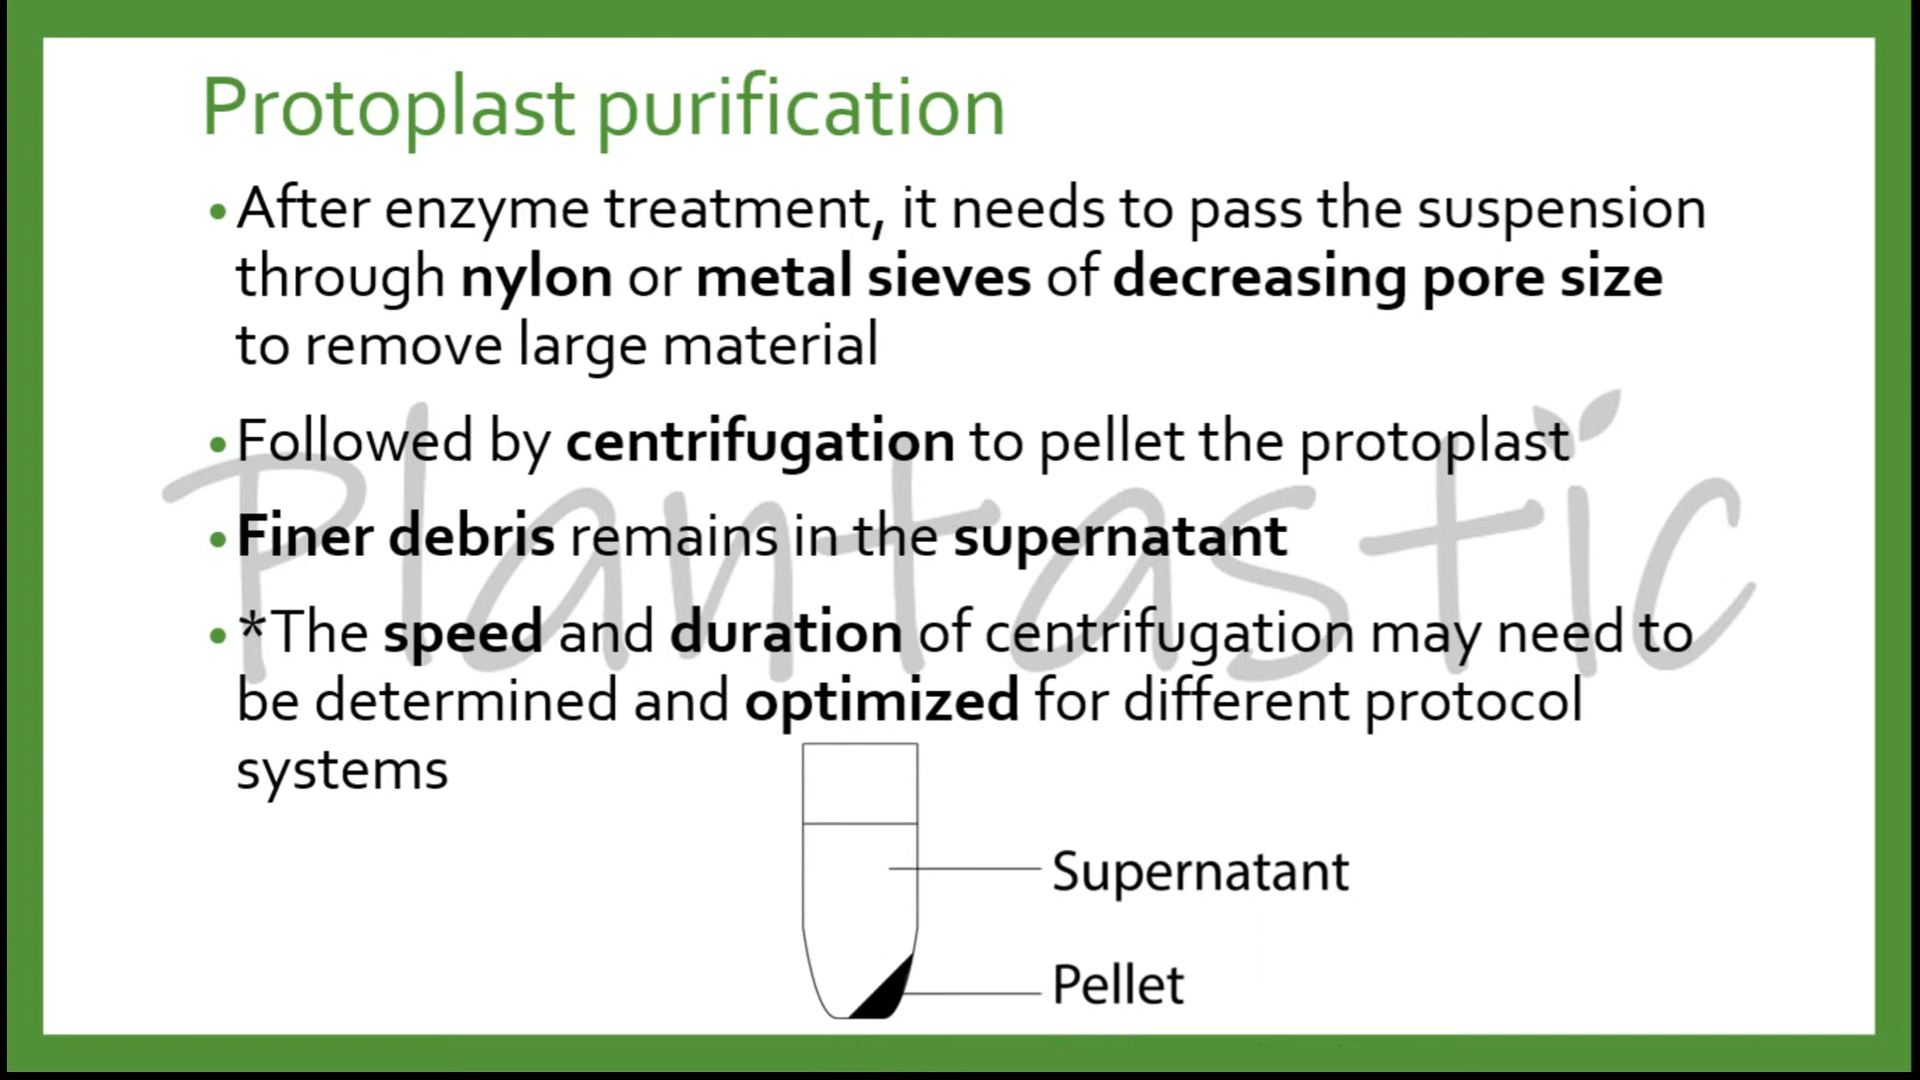 Protoplast purification
• After enzyme treatment, it needs to pass the suspension
through nylon or metal sieves of decreasing pore size
to remove large material
• Followed by centrifugation to pellet the protoplast
• Finer debris remains in the supernatant
• *The speed and duration of centrifugation may need to
be determined and optimized for different protocol
systems
Plantastic
Supernatant
Pellet